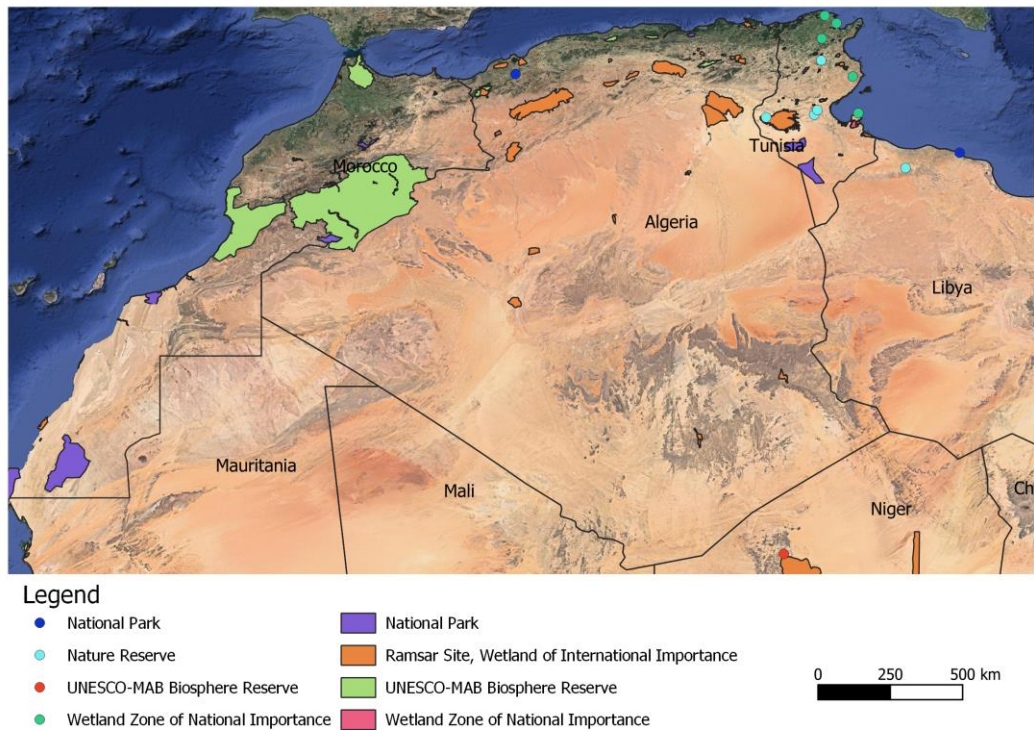 Morocco
Tunisia
Algeria
Libya
Mauritania
Mali
Niger
Ch
Legend
National Park
National Park
Nature Reserve
Ramsar Site, Wetland of International Importance
UNESCO-MAB Biosphere Reserve
UNESCO-MAB Biosphere Reserve
Wetland Zone of National Importance
Wetland Zone of National Importance
0 250 500 km